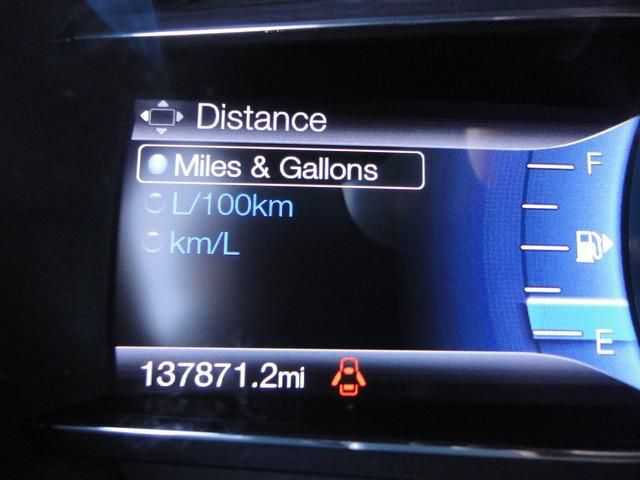 Distance
Miles & Gallons
L/100km
km/L
F
E
137871.2mi